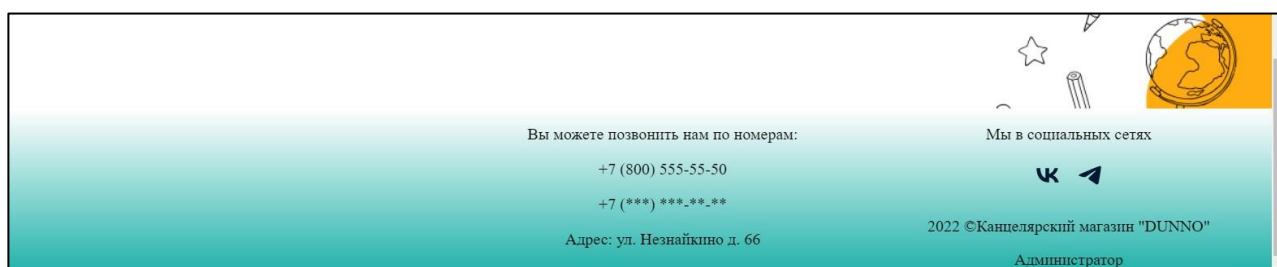 Вы можете позвонить нам по номерам:
+7 (800) 555-55-50
+7 (***) ***-**-**
Адрес: ул. Незнайкино д. 66
Мы в социальных сетях
2022 ©Канцелярский магазин "DUNNO"
Администратор